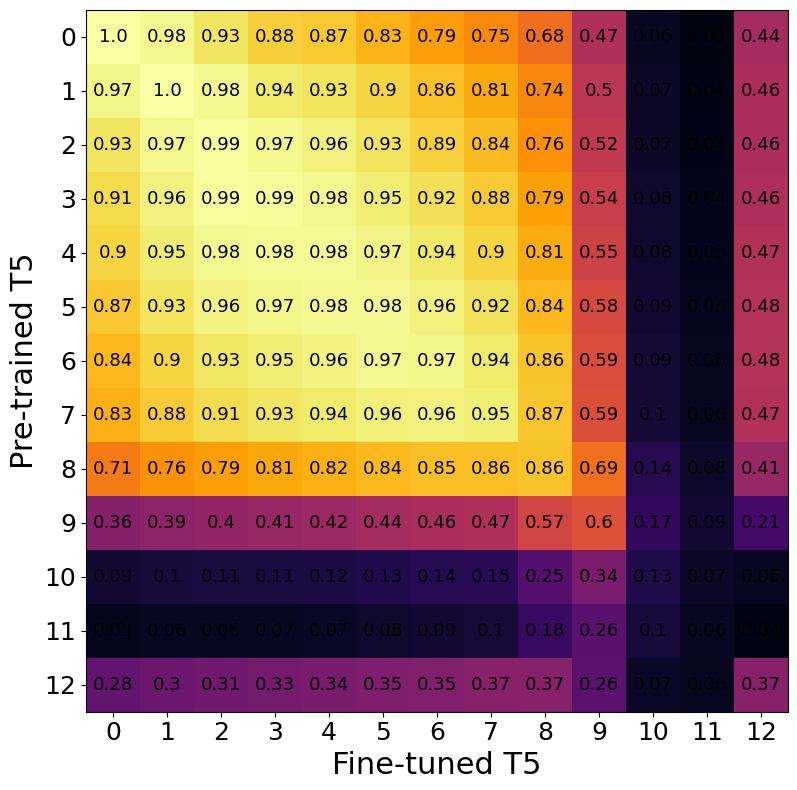 0 1.0 0.98 0.93 0.88 0.87 0.83 0.79 0.75 0.68 0.47 0.06 0.44
1 0.97 1.0 0.98 0.94 0.93 0.9 0.86 0.81 0.74 0.5 0.07 0.04 0.46
2 0.93 0.97 0.99 0.97 0.96 0.93 0.89 0.84 0.76 0.52 0.07 0.04 0.46
3 0.91 0.96 0.99 0.99 0.98 0.95 0.92 0.88 0.79 0.54 0.08 0.04 0.46
4 0.9 0.95 0.98 0.98 0.98 0.97 0.94 0.9 0.81 0.55 0.08 0.05 0.47
5 0.87 0.93 0.96 0.97 0.98 0.98 0.96 0.92 0.84 0.58 0.09 0.05 0.48
6 0.84 0.9 0.93 0.95 0.96 0.97 0.97 0.94 0.86 0.59 0.09 0.06 0.48
7 0.83 0.88 0.91 0.93 0.94 0.96 0.96 0.95 0.87 0.59 0.1 0.06 0.47
8 0.71 0.76 0.79 0.81 0.82 0.84 0.85 0.86 0.86 0.69 0.14 0.08 0.41
9 0.36 0.39 0.4 0.41 0.42 0.44 0.46 0.47 0.57 0.6 0.17 0.09 0.21
10 0.09 0.1 0.11 0.11 0.12 0.13 0.14 0.15 0.25 0.34 0.13 0.07 0.06
11 0.05 0.06 0.06 0.07 0.07 0.08 0.09 0.1 0.18 0.26 0.1 0.06 0.04
12 0.28 0.3 0.31 0.33 0.34 0.35 0.35 0.37 0.37 0.26 0.07 0.06 0.37
0 1 2 3 4 5 6 7 8 9 10 11 12
Fine-tuned T5
Pre-trained T5